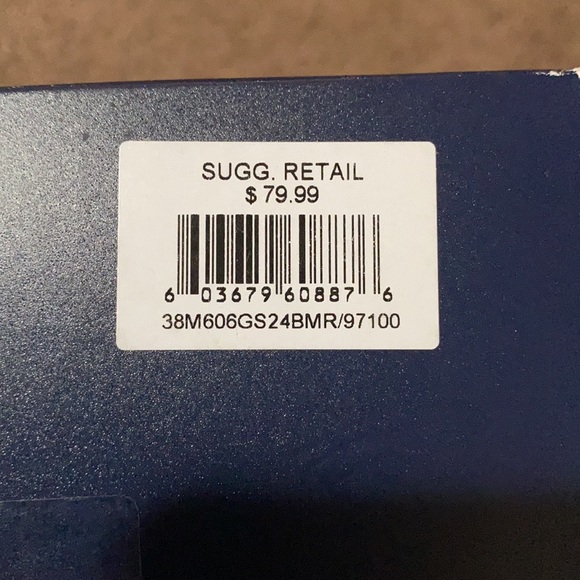 SUGG. RETAIL
$ 79.99
6 03679 60887 6
38M606GS24BMR/97100